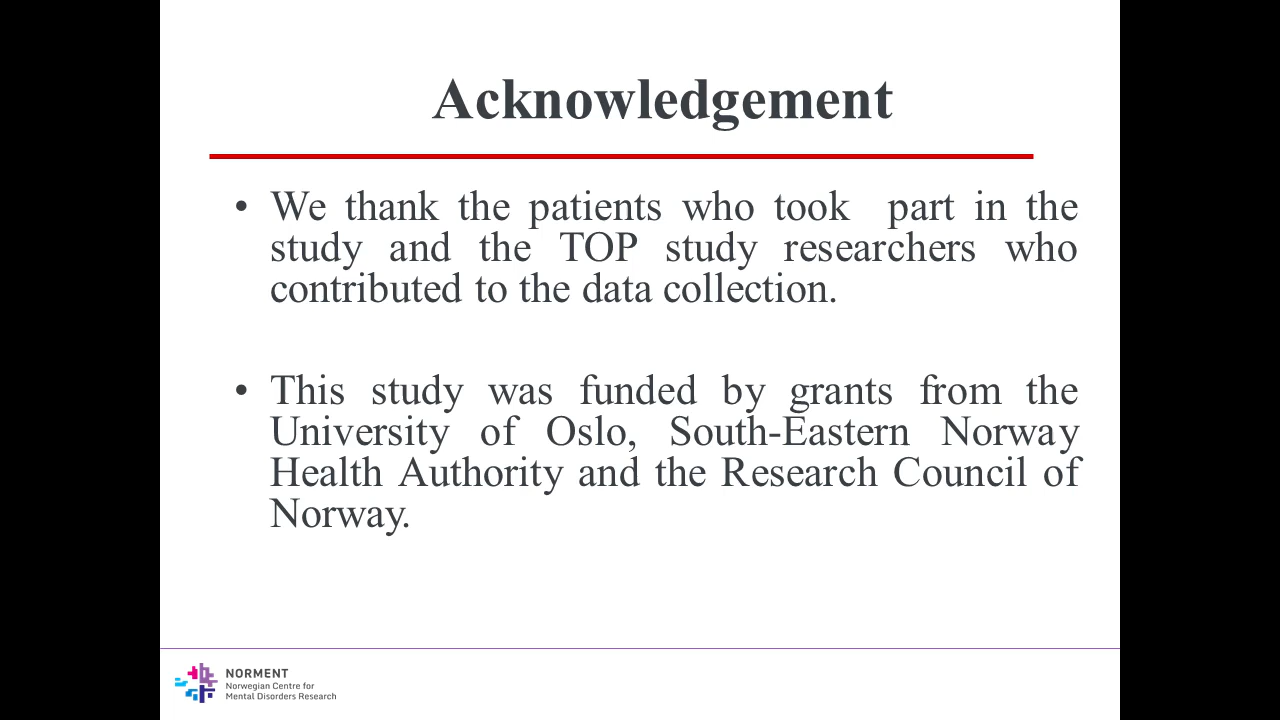 Acknowledgement
• We thank the patients who took part in the
study and the TOP study researchers who
contributed to the data collection.
• This study was funded by grants from the
University of Oslo, South-Eastern Norway
Health Authority and the Research Council of
Norway.
NORMENT
Norwegian Centre for
Mental Disorders Research